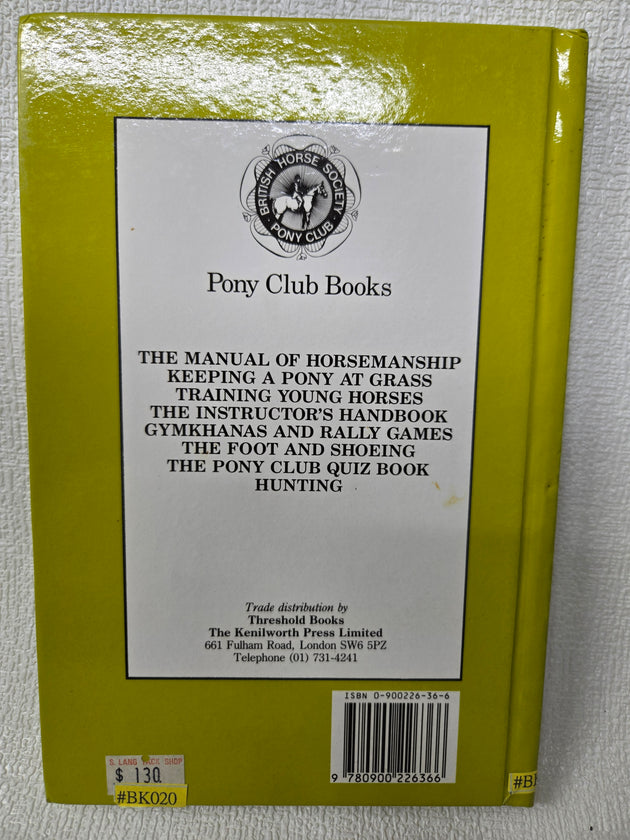 BRITISH HORSE SOCIETY
PONY CLUB
Pony Club Books
THE MANUAL OF HORSEMANSHIP
KEEPING A PONY AT GRASS
TRAINING YOUNG HORSES
THE INSTRUCTOR'S HANDBOOK
GYMKHANAS AND RALLY GAMES
THE FOOT AND SHOEING
THE PONY CLUB QUIZ BOOK
HUNTING
Trade distribution by
Threshold Books
The Kenilworth Press Limited
661 Fulham Road, London SW6 5PZ
Telephone (01) 731-4241
ISBN 0-900226-36-6
9 780900 226366
S. LANG TACK SHOP
$ 130
#BK020
#B